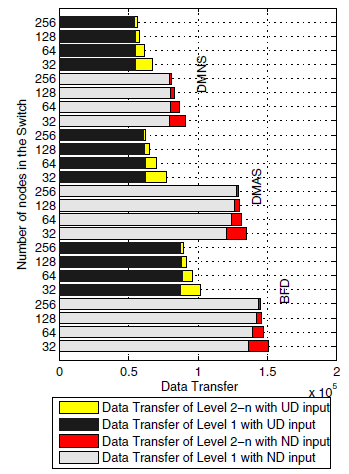 Number of nodes in the Switch
256
128
64
32
256
128
64
32
256
128
64
32
256
128
64
32
256
128
64
32
256
128
64
32
DMNS
DMAS
BFD
0 0.5 1 1.5 2
x 10^5
Data Transfer
Data Transfer of Level 2−n with UD input
Data Transfer of Level 1 with UD input
Data Transfer of Level 2−n with ND input
Data Transfer of Level 1 with ND input